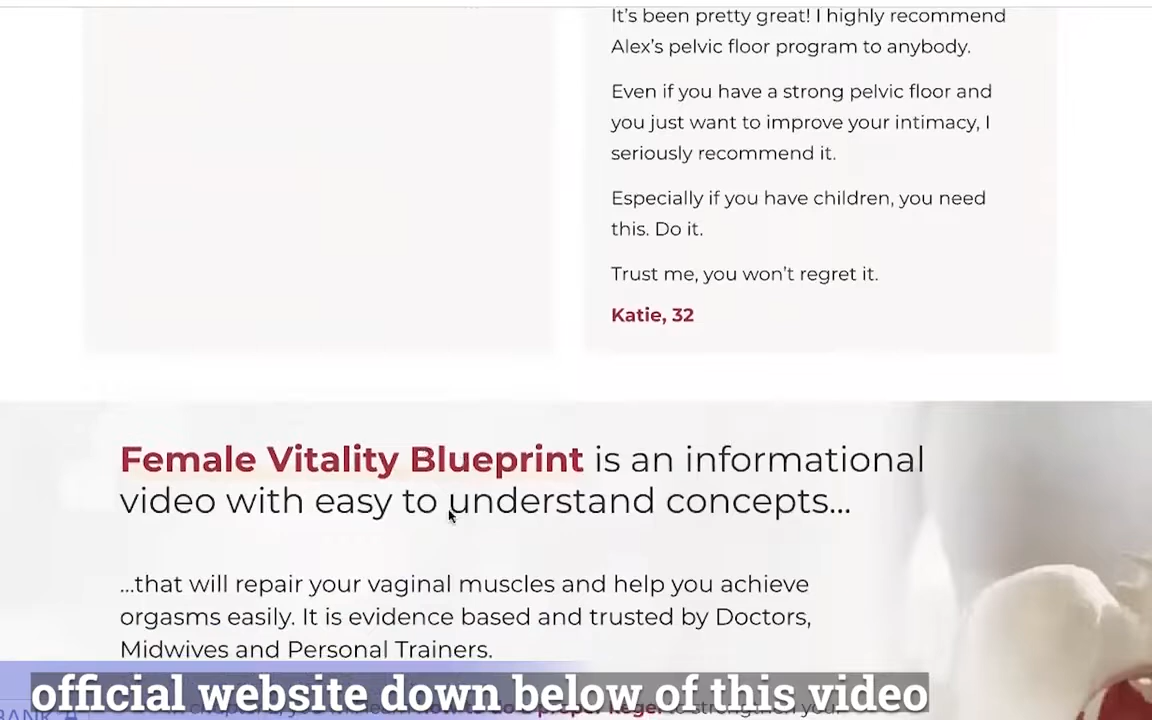 It’s been pretty great! I highly recommend
Alex’s pelvic floor program to anybody.
Even if you have a strong pelvic floor and
you just want to improve your intimacy, I
seriously recommend it.
Especially if you have children, you need
this. Do it.
Trust me, you won’t regret it.
Katie, 32
Female Vitality Blueprint is an informational
video with easy to understand concepts...
...that will repair your vaginal muscles and help you achieve
orgasms easily. It is evidence based and trusted by Doctors,
Midwives and Personal Trainers.
official website down below of this video